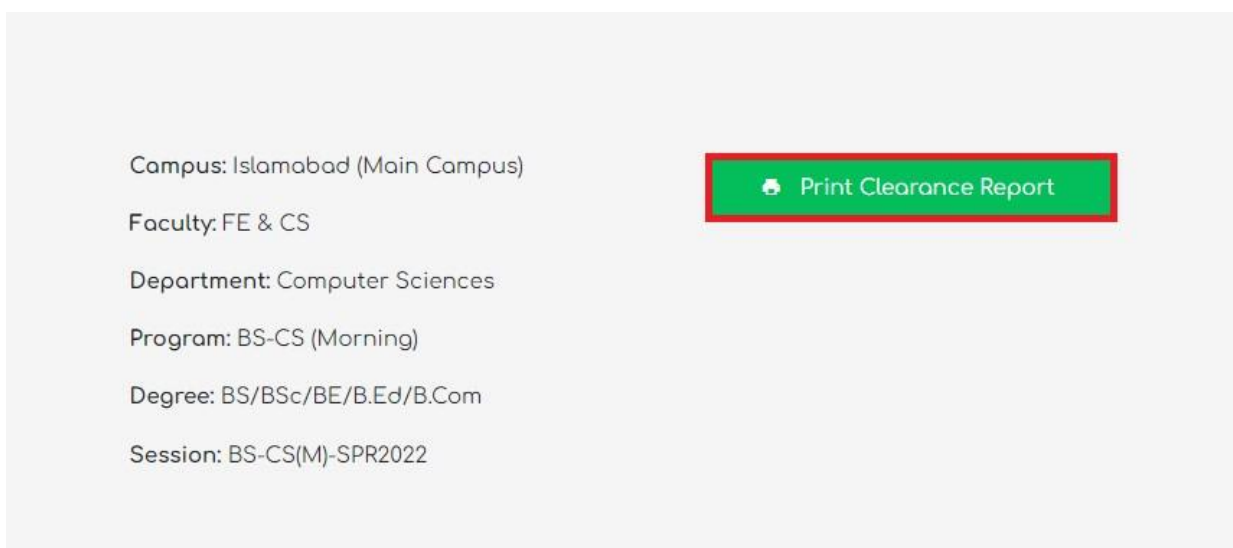 Campus: Islamabad (Main Campus)
Print Clearance Report
Faculty: FE & CS
Department: Computer Sciences
Program: BS-CS (Morning)
Degree: BS/BSc/BE/B.Ed/B.Com
Session: BS-CS(M)-SPR2022